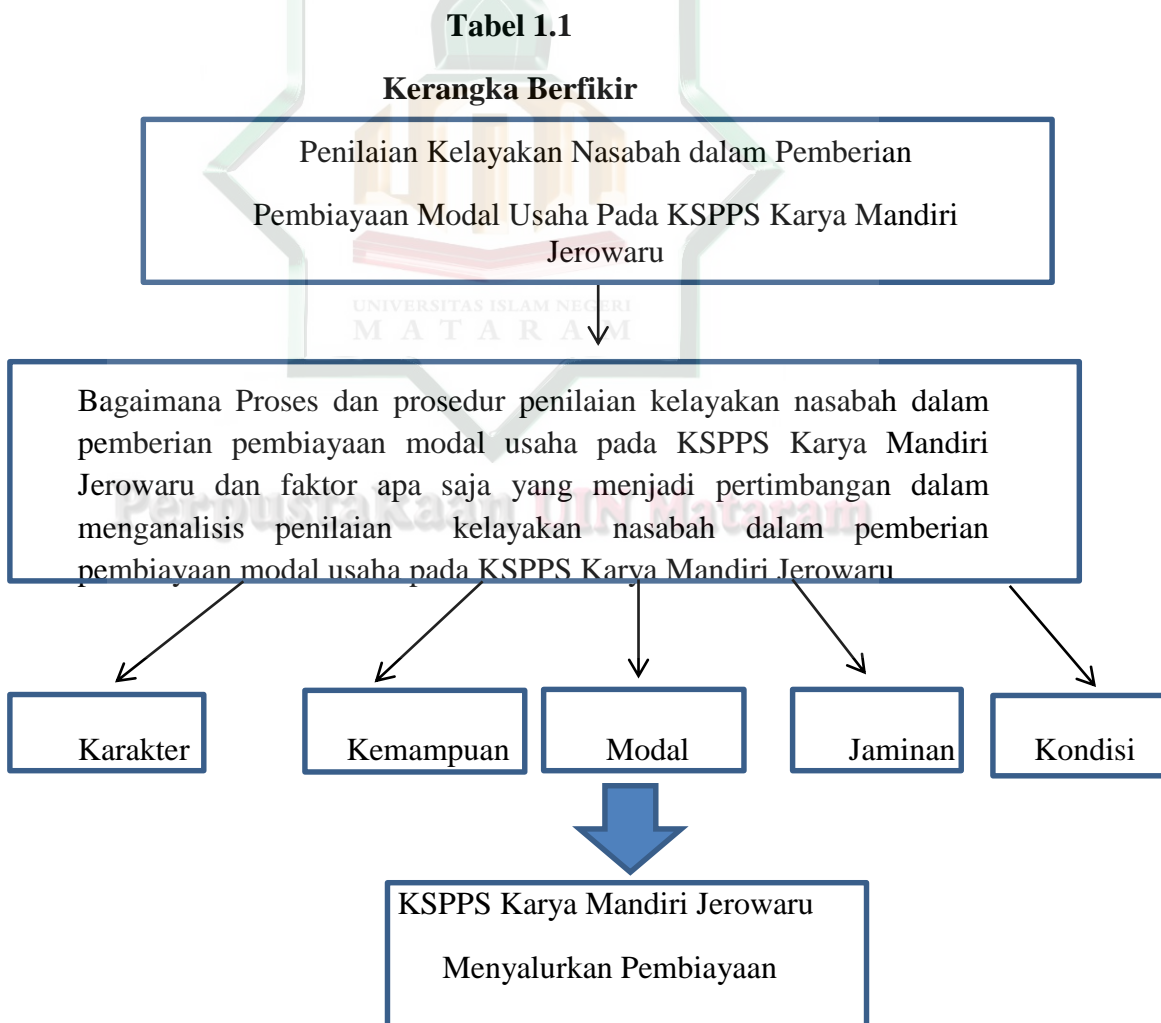 Tabel 1.1
Kerangka Berfikir
Penilaian Kelayakan Nasabah dalam Pemberian
Pembiayaan Modal Usaha Pada KSPPS Karya Mandiri
Jerowaru
UNIVERSITAS ISLAM NEGERI
MATARAM
Bagaimana Proses dan prosedur penilaian kelayakan nasabah dalam
pemberian pembiayaan modal usaha pada KSPPS Karya Mandiri
Jerowaru dan faktor apa saja yang menjadi pertimbangan dalam
Perpustakaan UIN Mataram
menganalisis penilaian kelayakan nasabah dalam pemberian
pembiayaan modal usaha pada KSPPS Karya Mandiri Jerowaru
Karakter
Kemampuan
Modal
Jaminan
Kondisi
KSPPS Karya Mandiri Jerowaru
Menyalurkan Pembiayaan